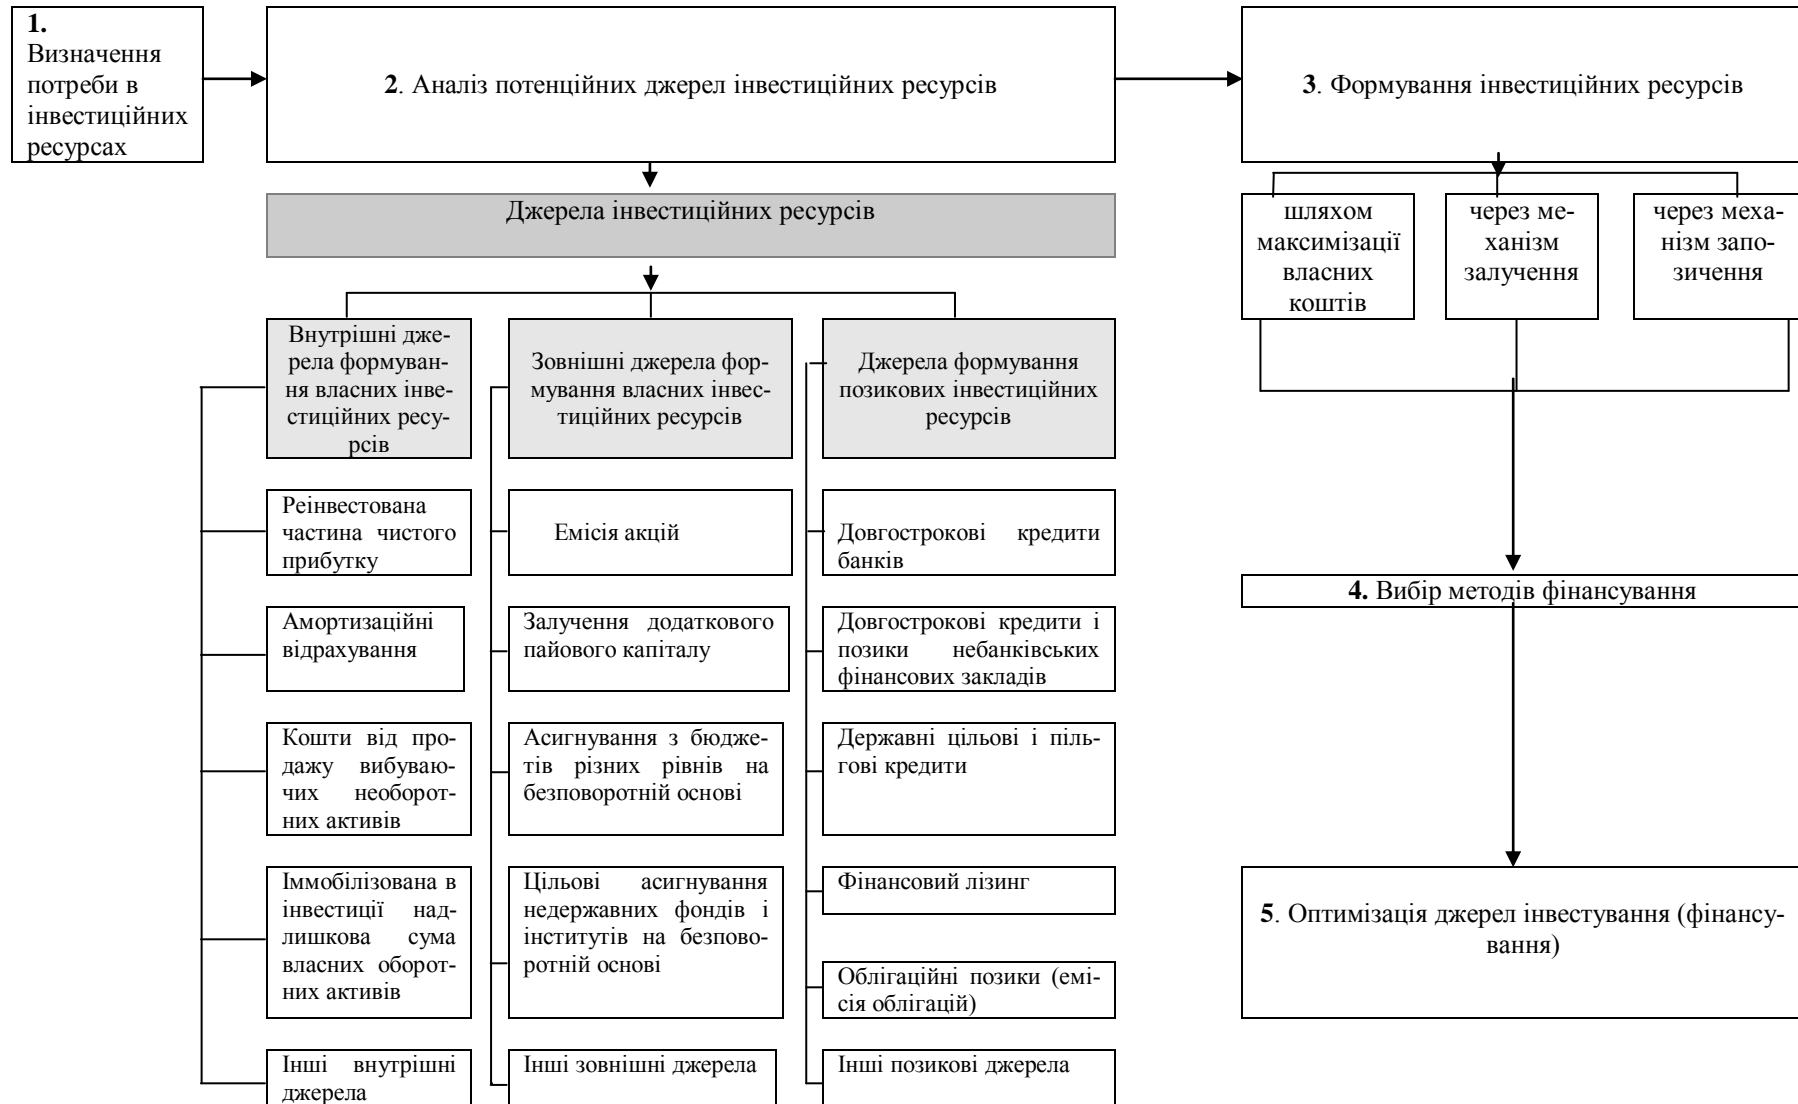 1.
Визначення
потреби в
інвестиційних
ресурсах
2. Аналіз потенційних джерел інвестиційних ресурсів
3. Формування інвестиційних ресурсів
Джерела інвестиційних ресурсів
шляхом
максимізації
власних
коштів
через ме-
ханізм
залучення
через меха-
нізм запо-
зичення
Внутрішні дже-
рела формуван-
ня власних інве-
стиційних ресу-
рсів
Зовнішні джерела фор-
мування власних інвес-
тиційних ресурсів
Джерела формування
позикових інвестиційних
ресурсів
Реінвестована
частина чистого
прибутку
Емісія акцій
Довгострокові кредити
банків
4. Вибір методів фінансування
Амортизаційні
відрахування
Залучення додаткового
пайового капіталу
Довгострокові кредити і
позики небанківських
фінансових закладів
Кошти від про-
дажу вибуваю-
чих необорот-
них активів
Асигнування з бюдже-
тів різних рівнів на
безповоротній основі
Державні цільові і піль-
гові кредити
Іммобілізована в
інвестиції над-
лишкова сума
власних оборот-
них активів
Цільові асигнування
недержавних фондів і
інститутів на безпово-
ротній основі
Фінансовий лізинг
Облігаційні позики (емі-
сія облігацій)
5. Оптимізація джерел інвестування (фінансу-
вання)
Інші внутрішні
джерела
Інші зовнішні джерела
Інші позикові джерела